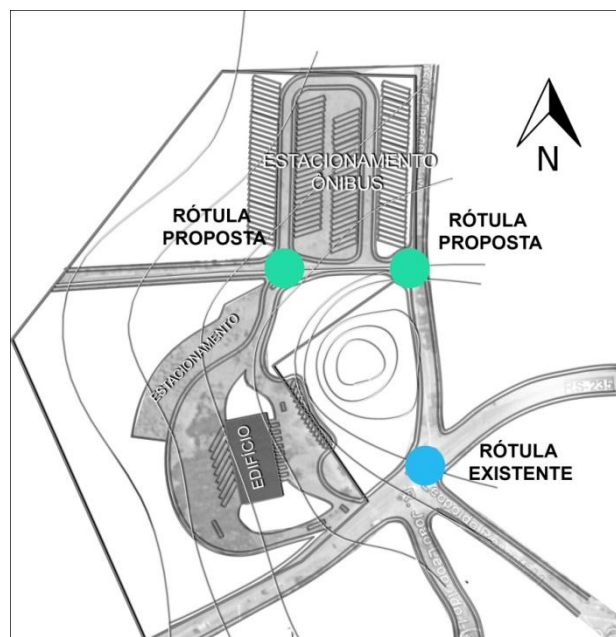 ESTACIONAMENTO
ÔNIBUS
RÓTULA
PROPOSTA
RÓTULA
PROPOSTA
N
ESTACIONAMENTO
EDIFÍCIO
RS 235
RÓTULA
EXISTENTE